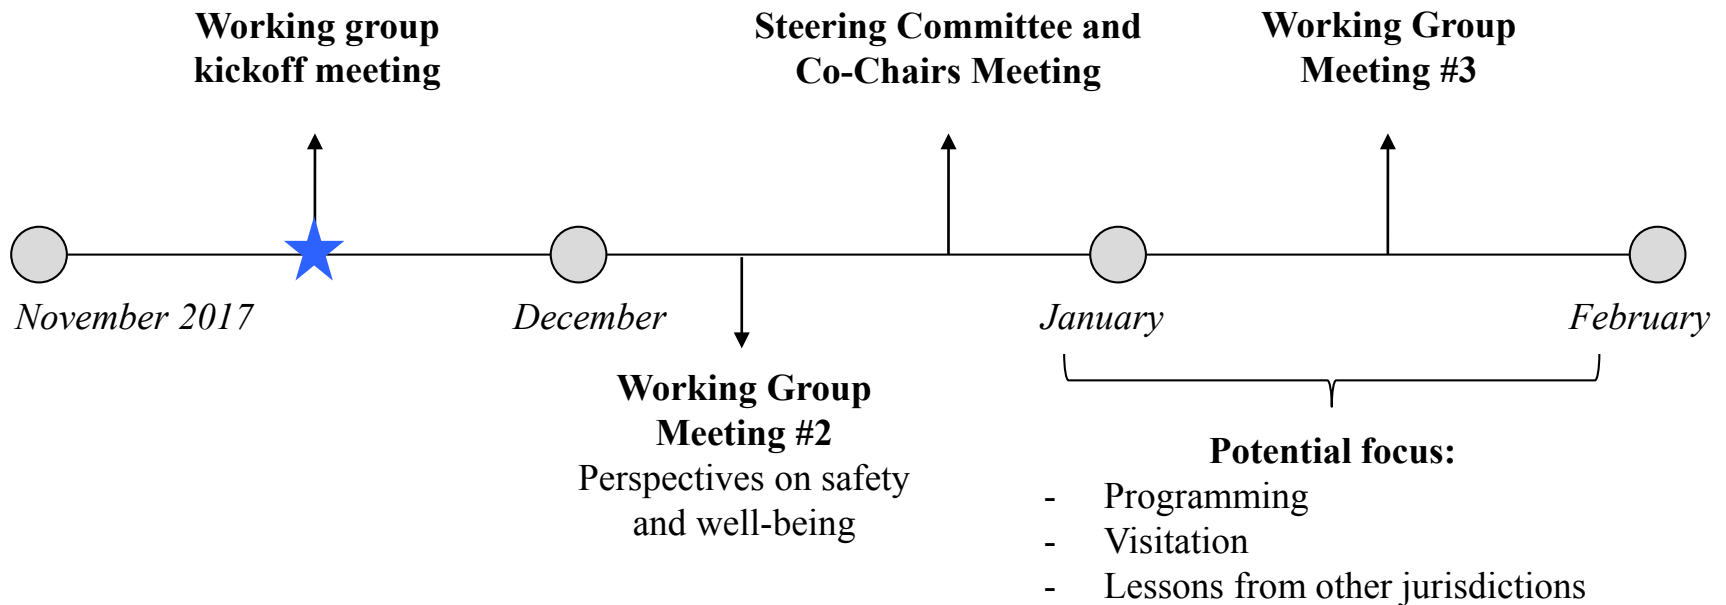 Working group
kickoff meeting
Steering Committee and
Co-Chairs Meeting
Working Group
Meeting #3
November 2017
December
January
February
Working Group
Meeting #2
Perspectives on safety
and well-being
Potential focus:
- Programming
- Visitation
- Lessons from other jurisdictions